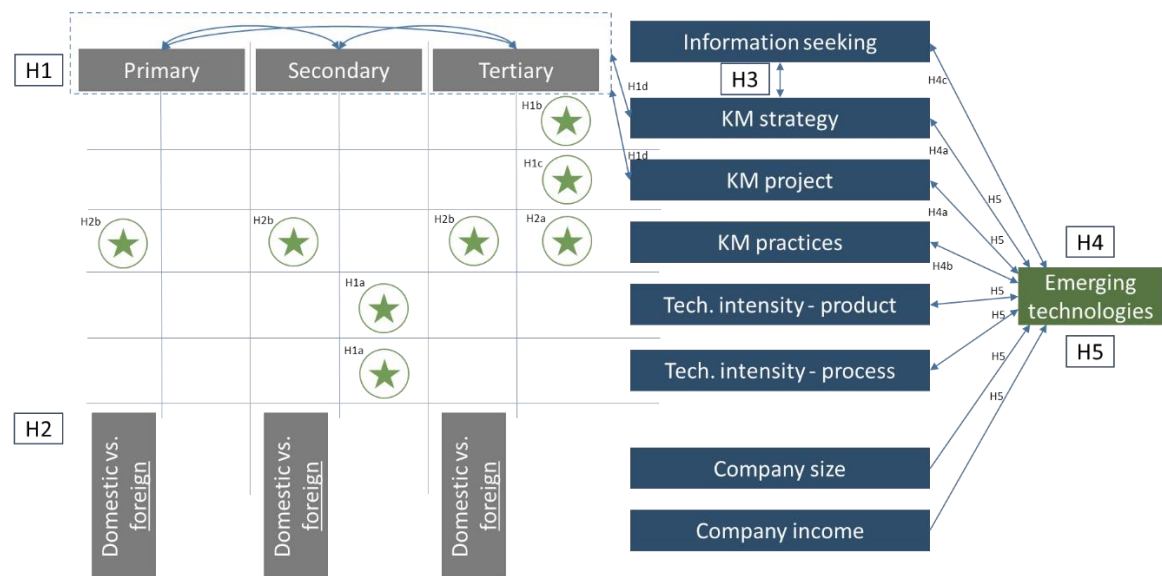 H1
Primary
Secondary
Tertiary
H1b
H1c
H2b
H2b
H2b
H2a
H1a
H1a
H2
Domestic vs.
foreign
Domestic vs.
foreign
Domestic vs.
foreign
H1d
H1d
Information seeking
H3
KM strategy
KM project
KM practices
Tech. intensity - product
Tech. intensity - process
Company size
Company income
H4c
H4a
H5
H4a
H5
H4b
H5
H5
H5
H5
H4
Emerging
technologies
H5